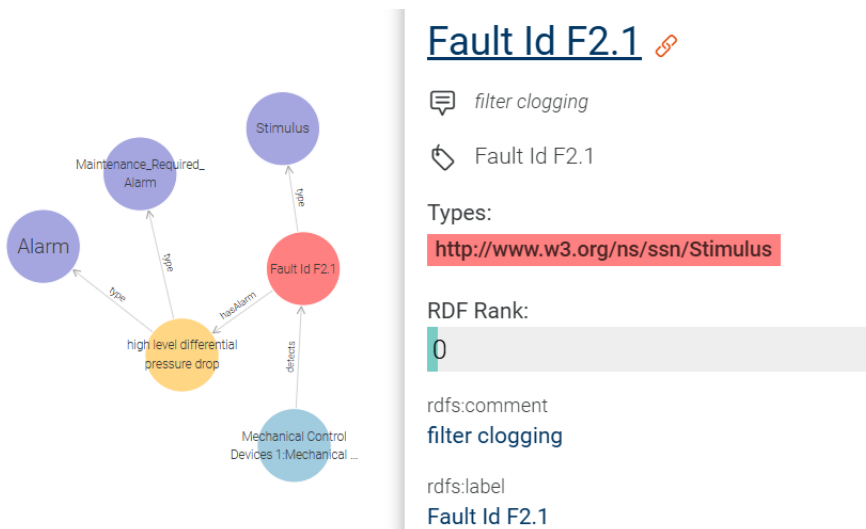 Stimulus
Maintenance_Required_
Alarm
type
Alarm
type
type
Fault Id F2.1
hasAlarm
high level differential
pressure drop
detects
Mechanical Control
Devices 1:Mechanical ...
Fault Id F2.1
filter clogging
Fault Id F2.1
Types:
http://www.w3.org/ns/ssn/Stimulus
RDF Rank:
0
rdfs:comment
filter clogging
rdfs:label
Fault Id F2.1